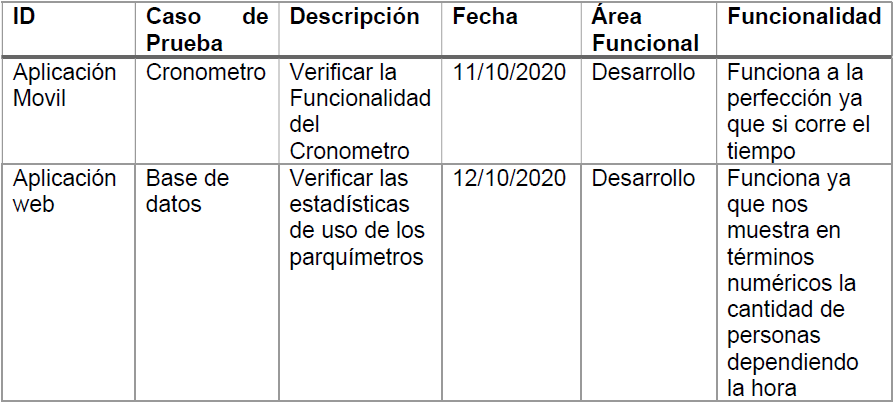 ID
Caso de
Prueba
Descripción
Fecha
Área
Funcional
Funcionalidad
Aplicación
Movil
Cronometro
Verificar la
Funcionalidad
del
Cronometro
11/10/2020
Desarrollo
Funciona a la
perfección ya
que si corre el
tiempo
Aplicación
web
Base de
datos
Verificar las
estadísticas
de uso de los
parquímetros
12/10/2020
Desarrollo
Funciona ya
que nos
muestra en
términos
numéricos la
cantidad de
personas
dependiendo
la hora